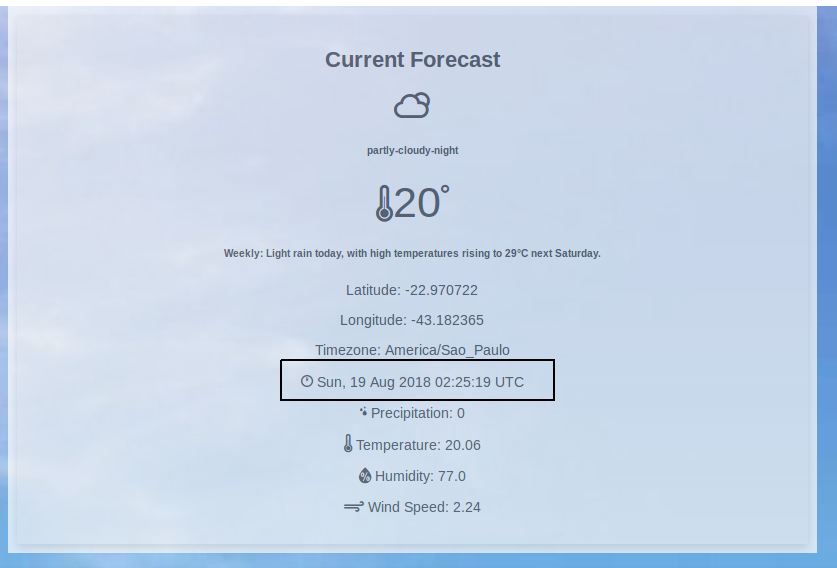 Current Forecast
partly-cloudy-night
20°
Weekly: Light rain today, with high temperatures rising to 29°C next Saturday.
Latitude: -22.970722
Longitude: -43.182365
Timezone: America/Sao_Paulo
Sun, 19 Aug 2018 02:25:19 UTC
Precipitation: 0
Temperature: 20.06
Humidity: 77.0
Wind Speed: 2.24